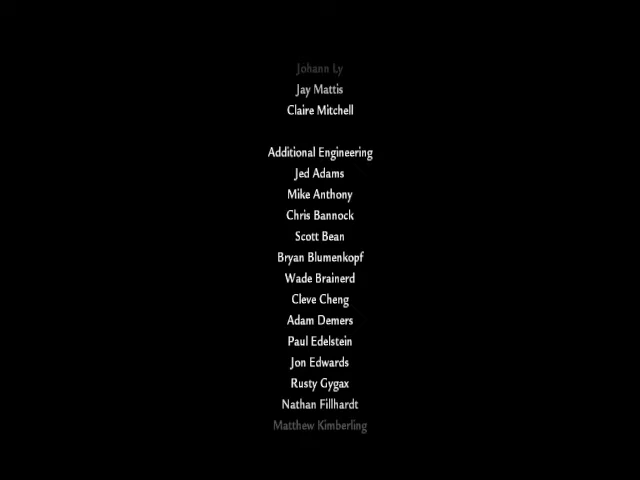 Johann Ly
Jay Mattis
Claire Mitchell
Additional Engineering
Jed Adams
Mike Anthony
Chris Bannock
Scott Bean
Bryan Blumenkopf
Wade Brainerd
Cleve Cheng
Adam Demers
Paul Edelstein
Jon Edwards
Rusty Gygax
Nathan Fillhardt
Matthew Kimberling